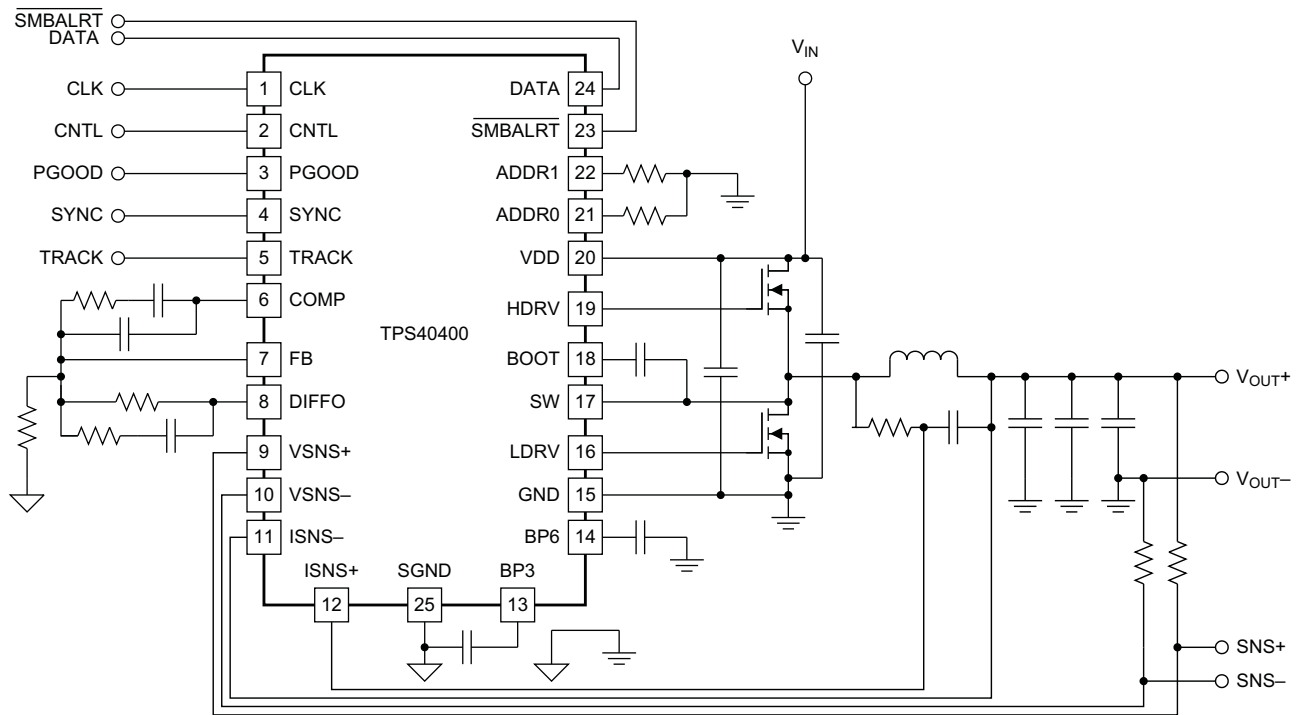 SMBALRT
DATA
CLK
1
CLK
CNTL
2
CNTL
PGOOD
3
PGOOD
SYNC
4
SYNC
TRACK
5
TRACK
6
COMP
7
FB
8
DIFFO
9
VSNS+
10
VSNS–
11
ISNS–
TPS40400
DATA
24
SMBALRT
23
ADDR1
22
ADDR0
21
VDD
20
HDRV
19
BOOT
18
SW
17
LDRV
16
GND
15
BP6
14
ISNS+
SGND
BP3
12
25
13
VIN
VOUT+
VOUT–
SNS+
SNS–